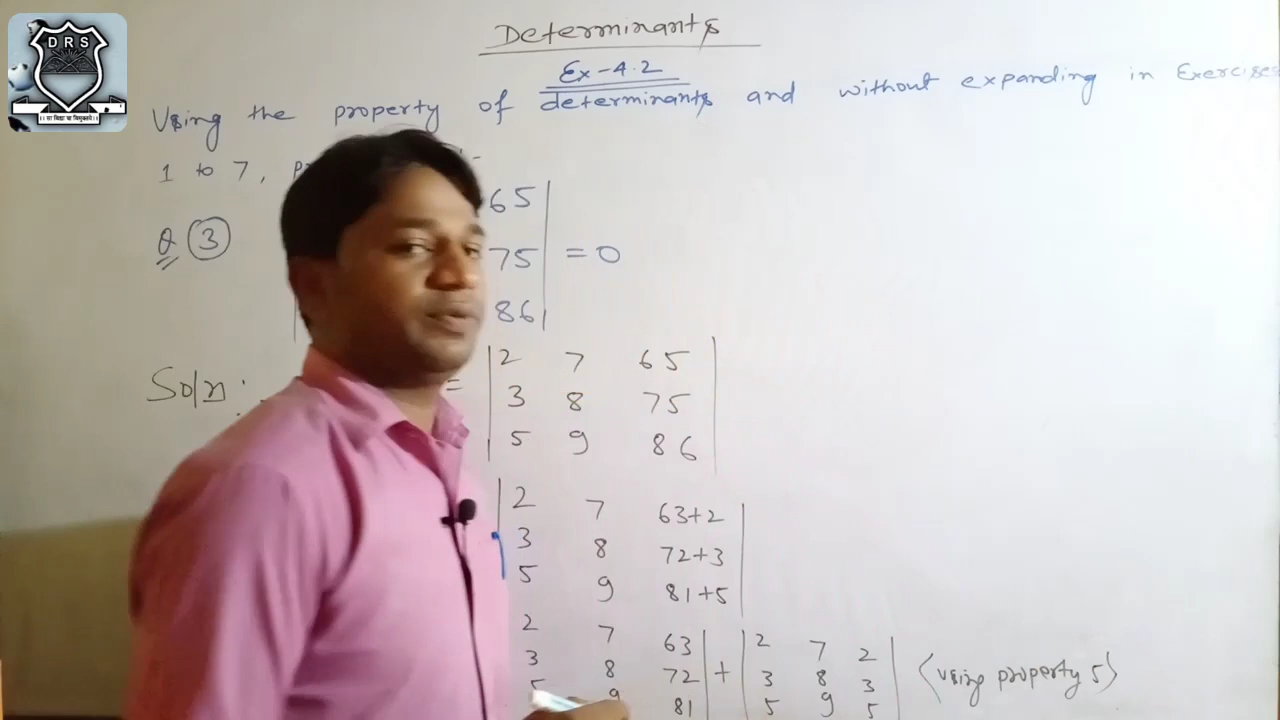 DRS
|| सा विद्या या विमुक्तये ||
Determinants
Ex-4.2
Using the property of determinants and without expanding in Exercises
1 to 7,
Q 3
65
75 = 0
86
Soln: = 2 7 65
3 8 75
5 9 86
2 7 63+2
3 8 72+3
5 9 81+5
2 7 63 + 2 7 2 (using property 5)
3 8 72 3 8 3
5 9 81 5 9 5